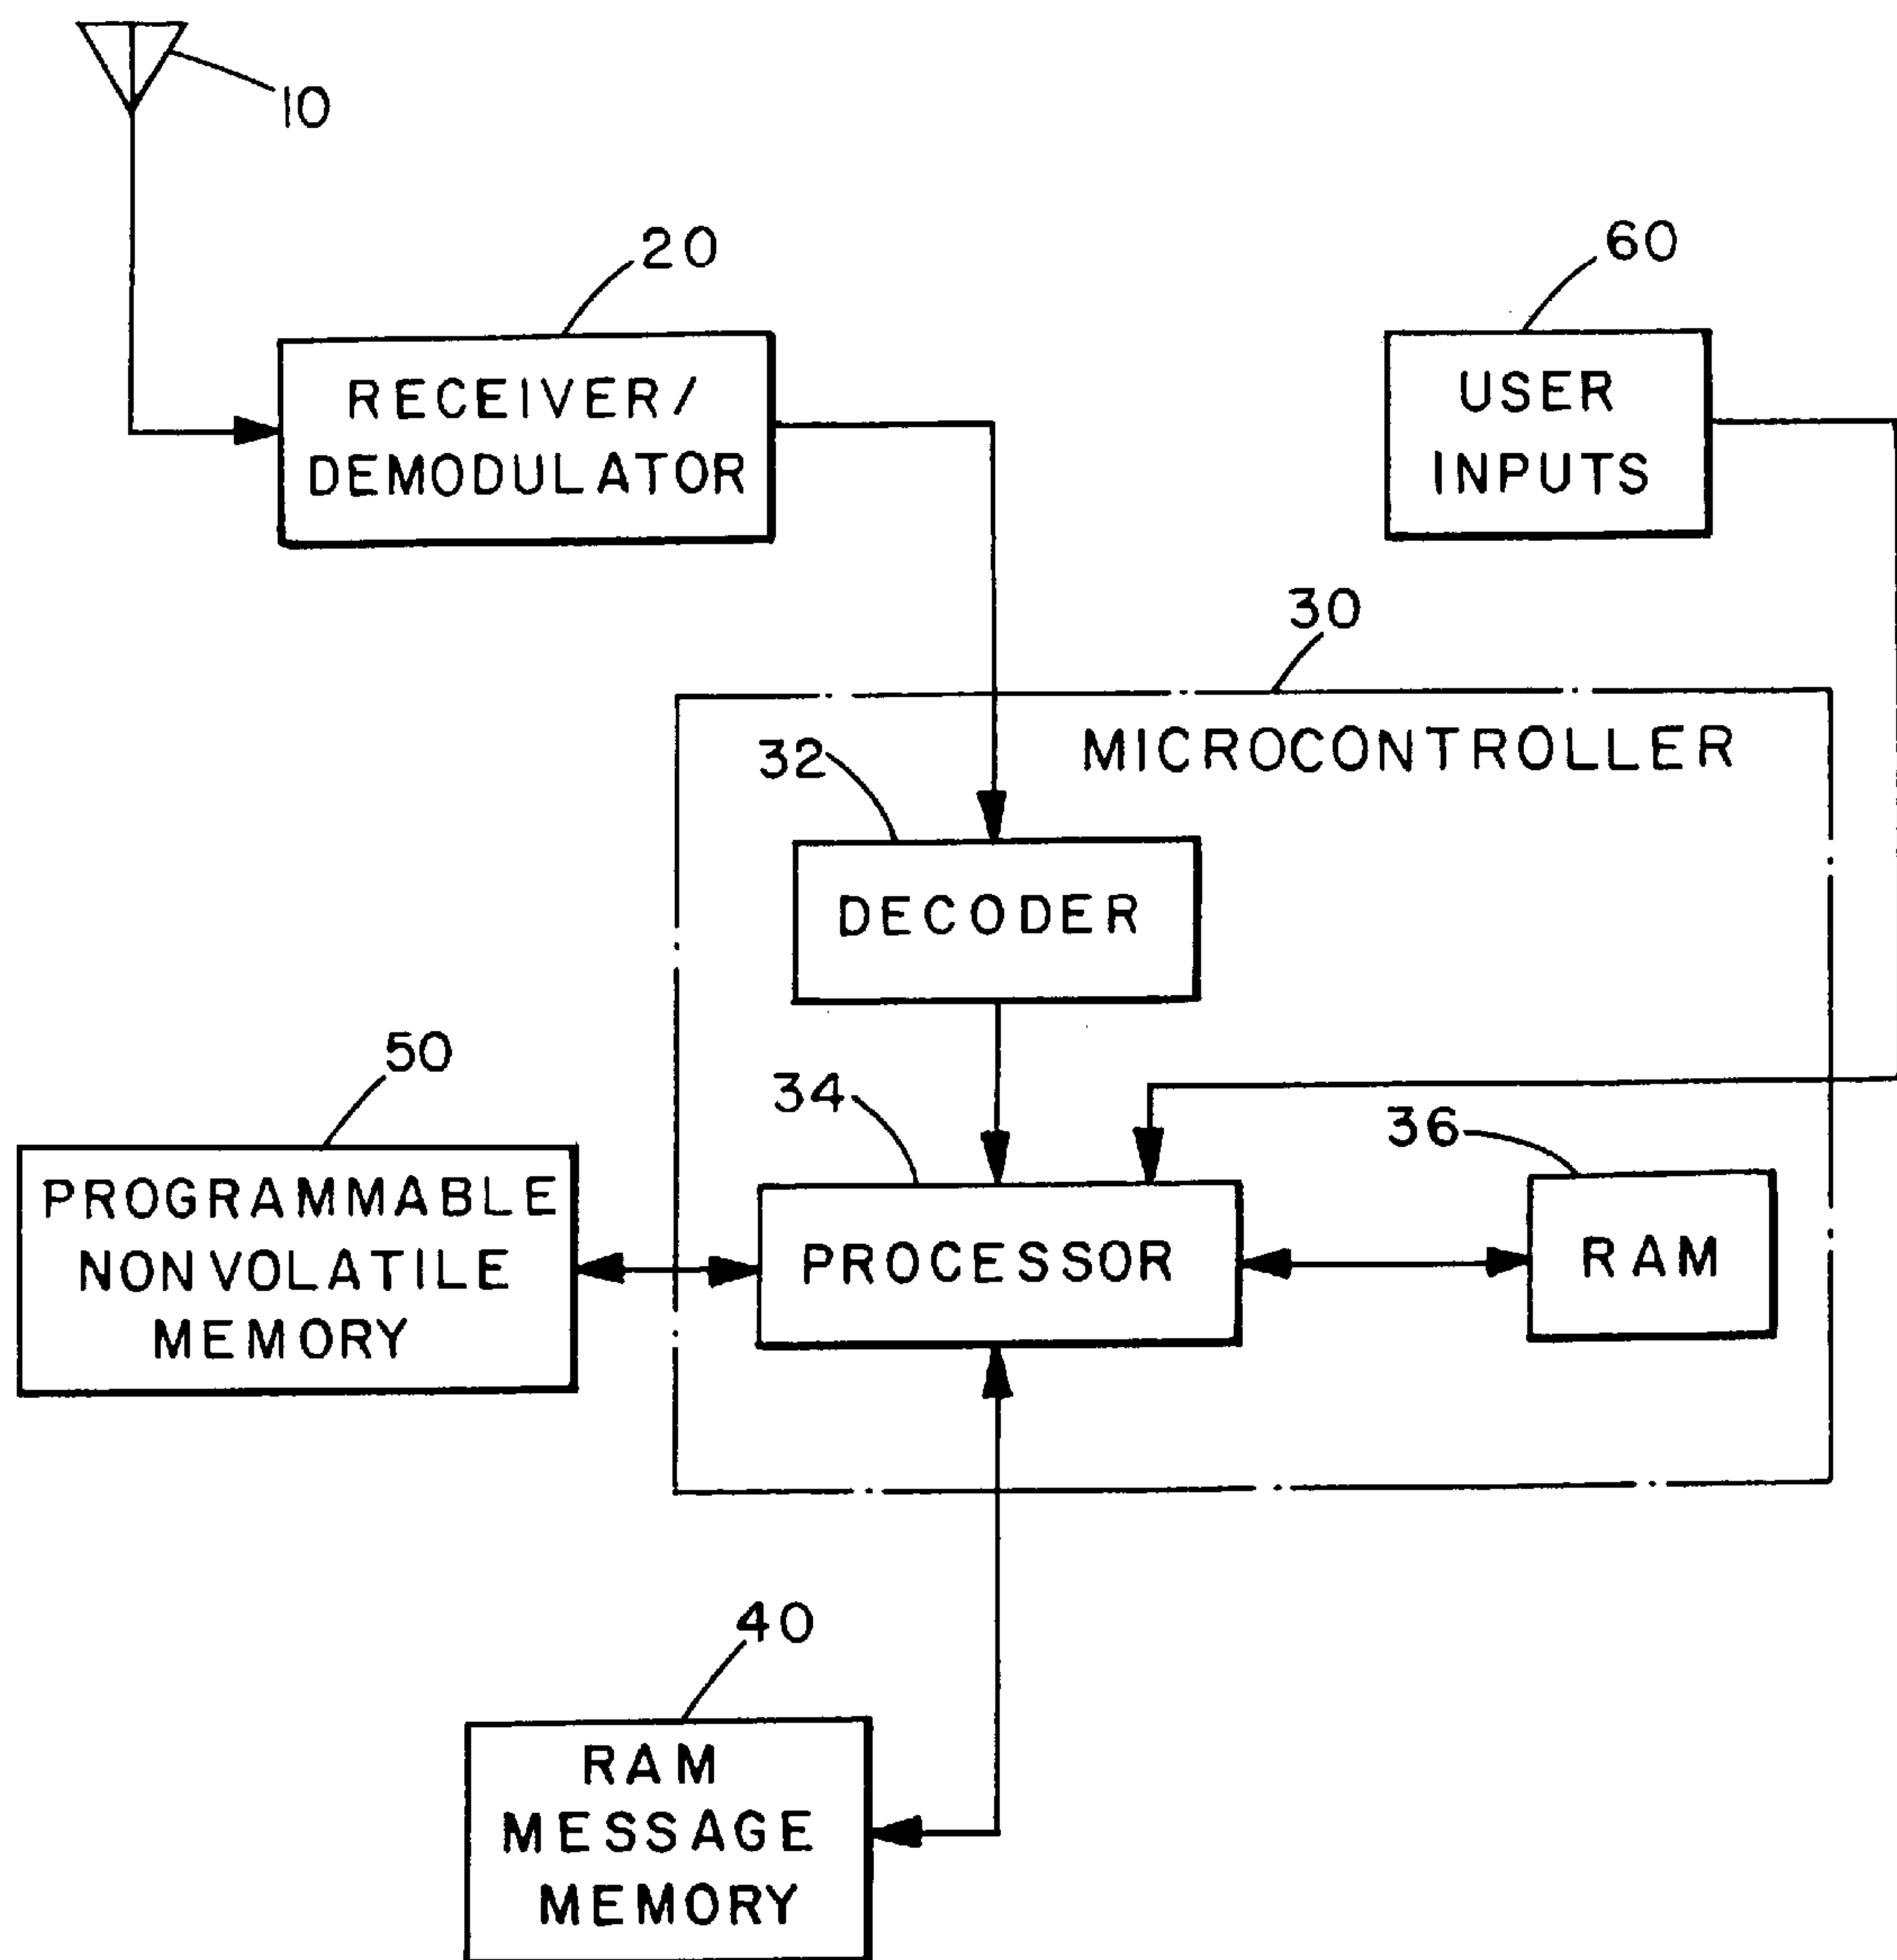 10
20
60
RECEIVER/
DEMODULATOR
USER
INPUTS
30
MICROCONTROLLER
32
DECODER
50
34
36
PROGRAMMABLE
NONVOLATILE
MEMORY
PROCESSOR
RAM
40
RAM
MESSAGE
MEMORY